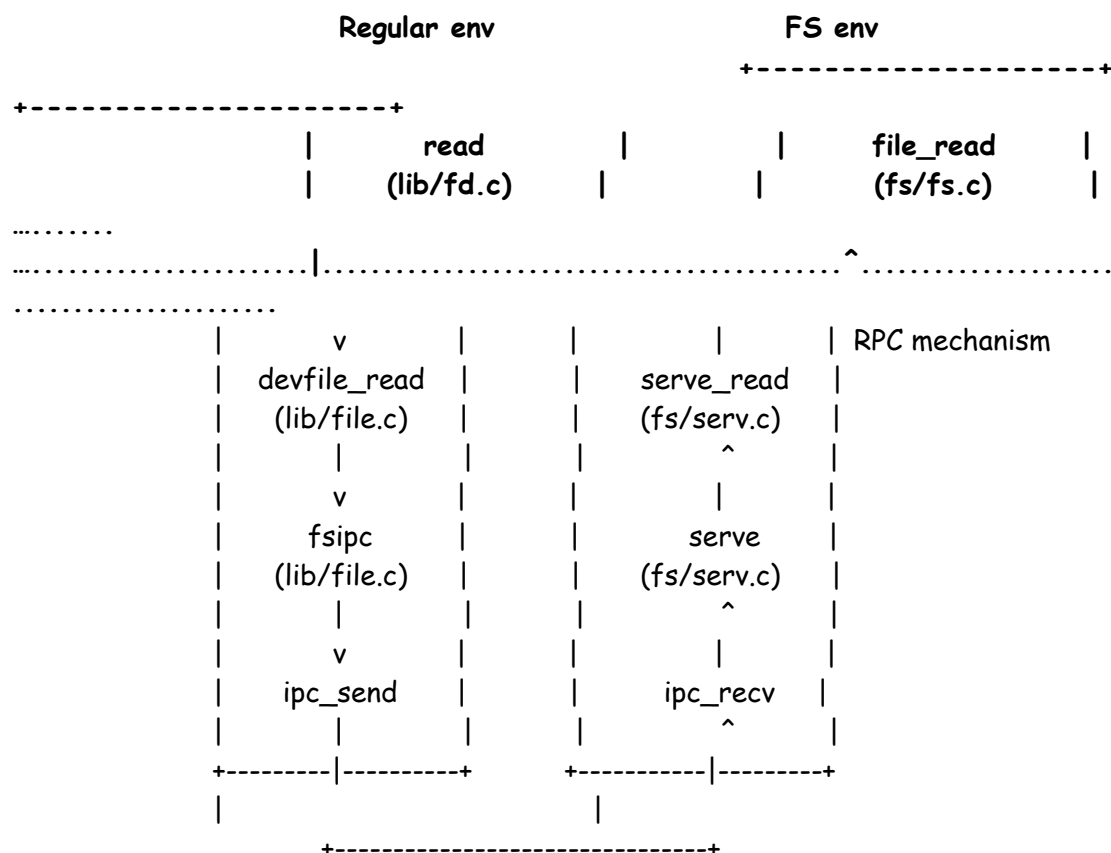 Regular env FS env
+---------------------+
+----------------------+
| read | | file_read |
| (lib/fd.c) | | (fs/fs.c) |
..........
..........................|............................................^.....................
......................
| v | | | | RPC mechanism
| devfile_read | | serve_read |
| (lib/file.c) | | (fs/serv.c) |
| | | | ^ |
| v | | | |
| fsipc | | serve |
| (lib/file.c) | | (fs/serv.c) |
| | | | ^ |
| v | | | |
| ipc_send | | ipc_recv |
| | | | ^ |
+---------|----------+ +-----------|---------+
| |
+-------------------------------+